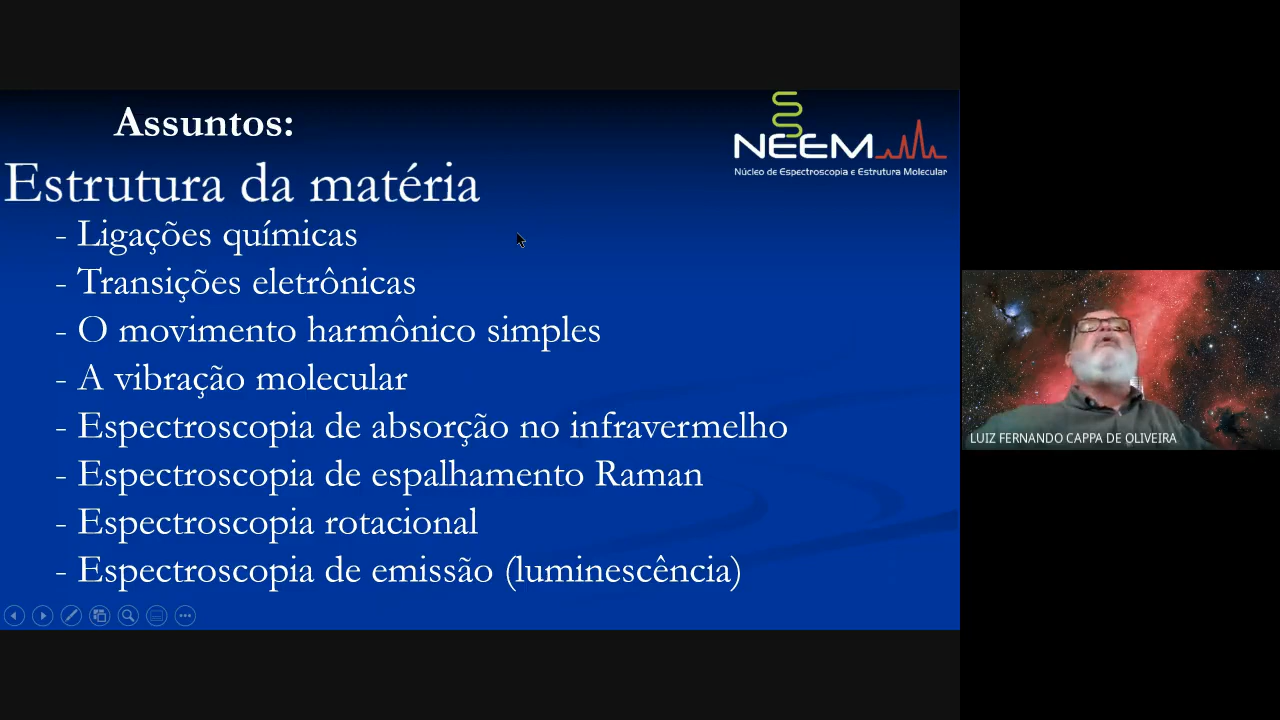 Assuntos:
NEEM
Núcleo de Espectroscopia e Estrutura Molecular
Estrutura da matéria
- Ligações químicas
- Transições eletrônicas
- O movimento harmônico simples
- A vibração molecular
- Espectroscopia de absorção no infravermelho
- Espectroscopia de espalhamento Raman
- Espectroscopia rotacional
- Espectroscopia de emissão (luminescência)
LUIZ FERNANDO CAPPA DE OLIVEIRA